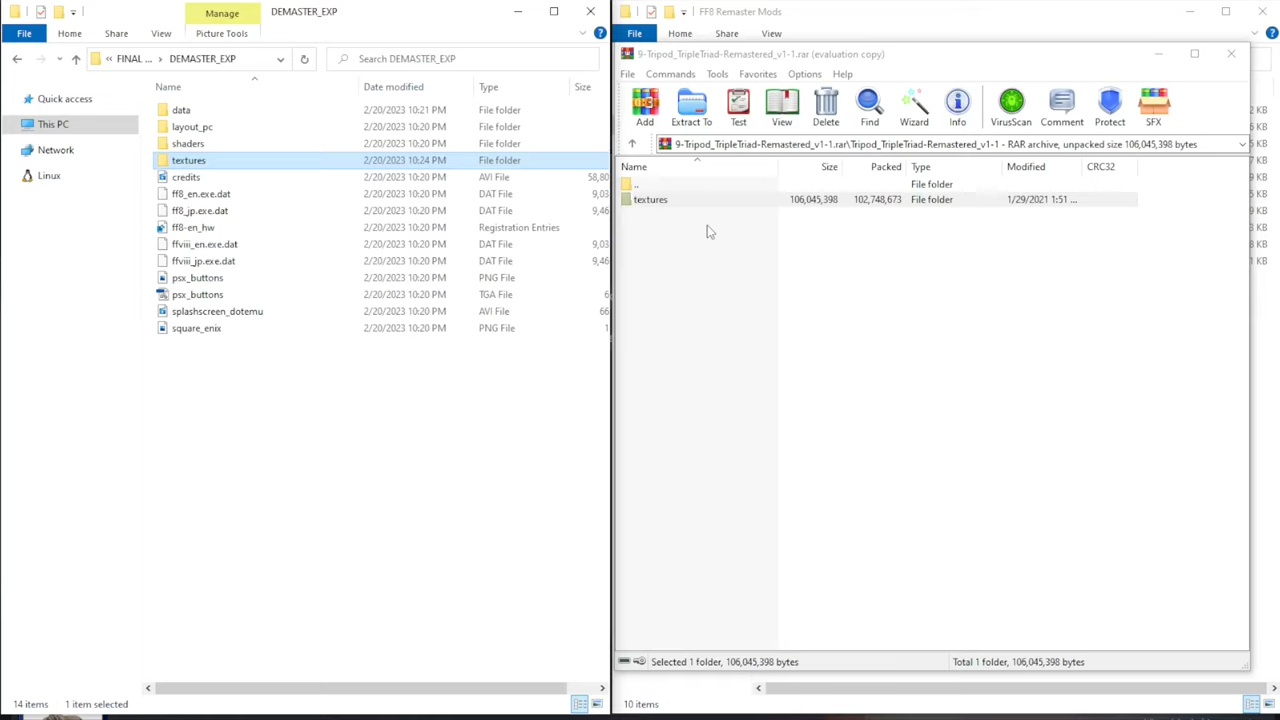 Manage
DEMASTER_EXP
File
Home
Share
View
Picture Tools
FINAL ...
DEMASTER_EXP
Search DEMASTER_EXP
Name
Date modified
Type
Size
Quick access
This PC
Network
Linux
data 2/20/2023 10:21 PM File folder
layout_pc 2/20/2023 10:20 PM File folder
shaders 2/20/2023 10:20 PM File folder
textures 2/20/2023 10:24 PM File folder
credits 2/20/2023 10:20 PM AVI File 58,80
ff8_en.exe.dat 2/20/2023 10:20 PM DAT File 9,03
ff8_jp.exe.dat 2/20/2023 10:20 PM DAT File 9,46
ff8-en_hw 2/20/2023 10:20 PM Registration Entries
ffviii_en.exe.dat 2/20/2023 10:20 PM DAT File 9,03
ffviii_jp.exe.dat 2/20/2023 10:20 PM DAT File 9,46
psx_buttons 2/20/2023 10:20 PM PNG File
psx_buttons 2/20/2023 10:20 PM TGA File 6
splashscreen_dotemu 2/20/2023 10:20 PM AVI File 66
square_enix 2/20/2023 10:20 PM PNG File 1
14 items 1 item selected
FF8 Remaster Mods
File Home Share View
9-Tripod_TripleTriad-Remastered_v1-1.rar (evaluation copy)
File Commands Tools Favorites Options Help
Add Extract To Test View Delete Find Wizard Info VirusScan Comment Protect SFX
9-Tripod_TripleTriad-Remastered_v1-1.rar\Tripod_TripleTriad-Remastered_v1-1 - RAR archive, unpacked size 106,045,398 bytes
Name Size Packed Type Modified CRC32
.. File folder
textures 106,045,398 102,748,673 File folder 1/29/2021 1:51 ...
Selected 1 folder, 106,045,398 bytes
Total 1 folder, 106,045,398 bytes
10 items